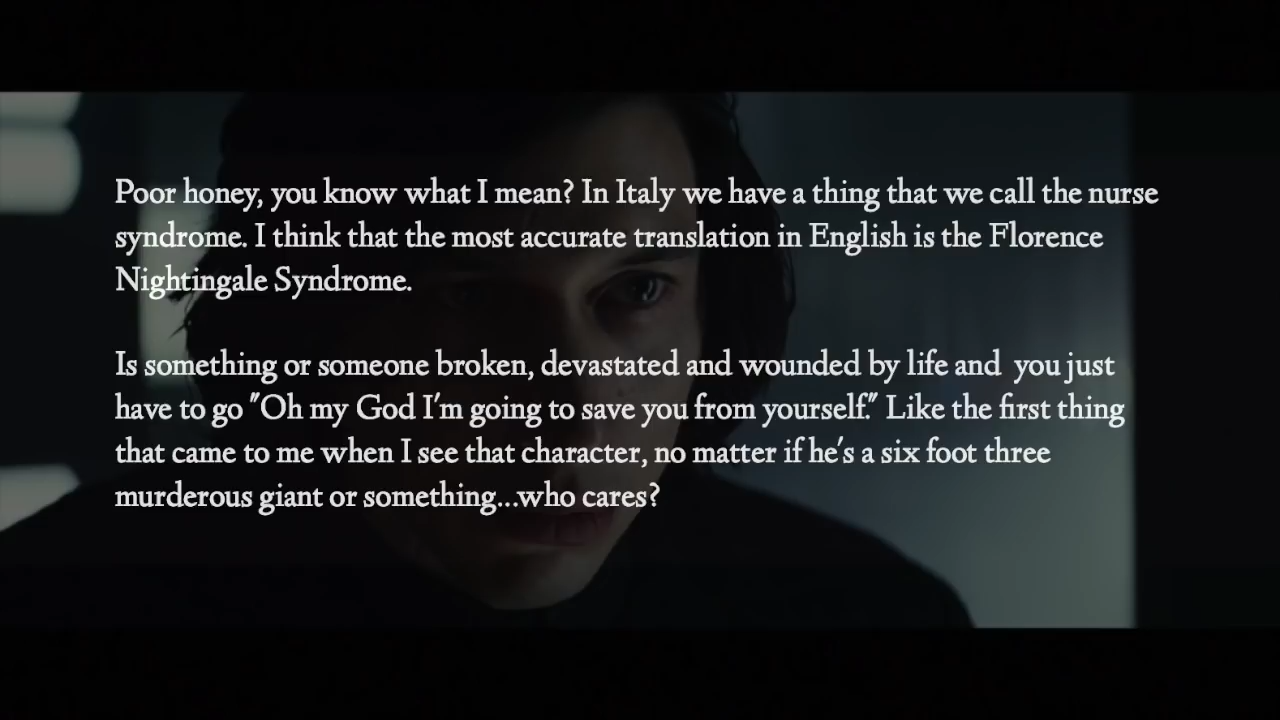 Poor honey, you know what I mean? In Italy we have a thing that we call the nurse
syndrome. I think that the most accurate translation in English is the Florence
Nightingale Syndrome.
Is something or someone broken, devastated and wounded by life and  you just
have to go "Oh my God I'm going to save you from yourself." Like the first thing
that came to me when I see that character, no matter if he's a six foot three
murderous giant or something...who cares?